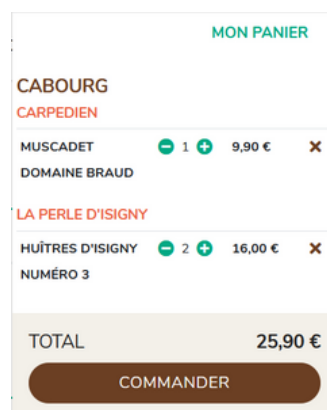 MON PANIER
CABOURG
CARPEDIEN
MUSCADET 1 9,90 €
DOMAINE BRAUD
LA PERLE D'ISIGNY
HUÎTRES D'ISIGNY 2 16,00 €
NUMÉRO 3
TOTAL 25,90 €
COMMANDER